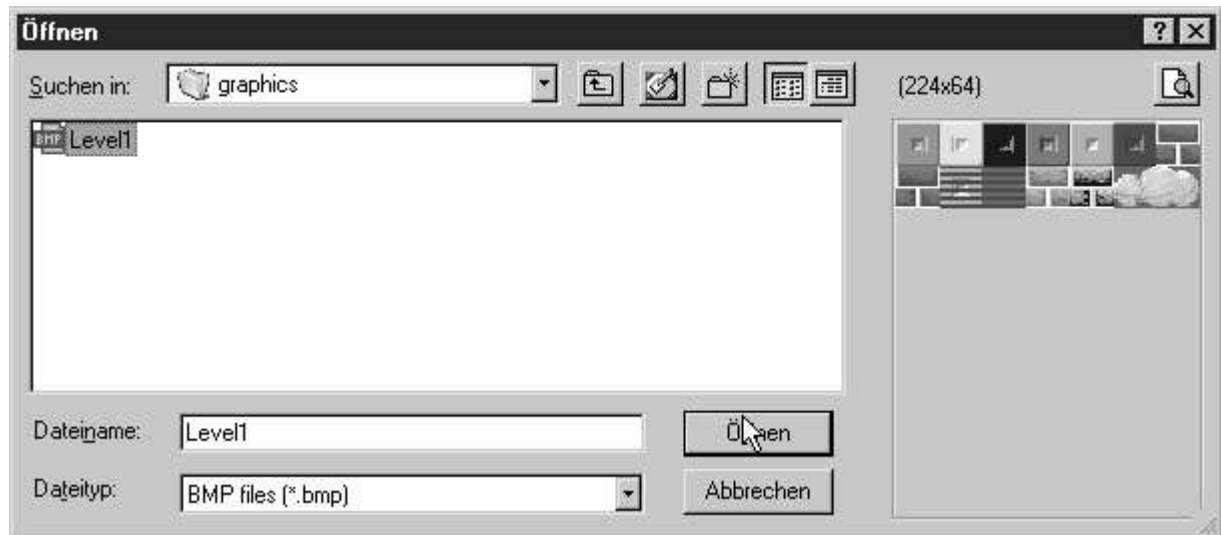 Öffnen
Suchen in: graphics (224x64)
BMP Level1
Dateiname: Level1 Öffnen
Dateityp: BMP files (*.bmp) Abbrechen